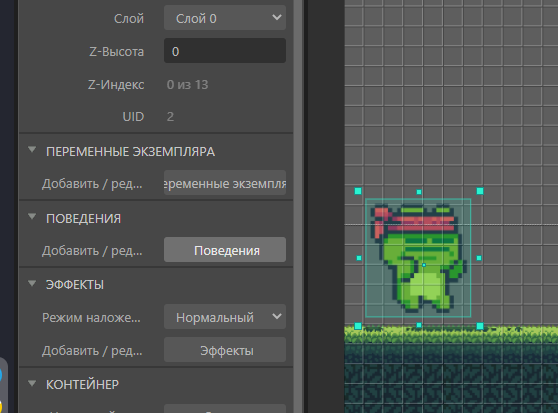 Слой Слой 0
Z-Высота 0
Z-Индекс 0 из 13
UID 2
ПЕРЕМЕННЫЕ ЭКЗЕМПЛЯРА
Добавить / ред... еременные экземпля
ПОВЕДЕНИЯ
Добавить / ред... Поведения
ЭФФЕКТЫ
Режим наложе... Нормальный
Добавить / ред... Эффекты
КОНТЕЙНЕР